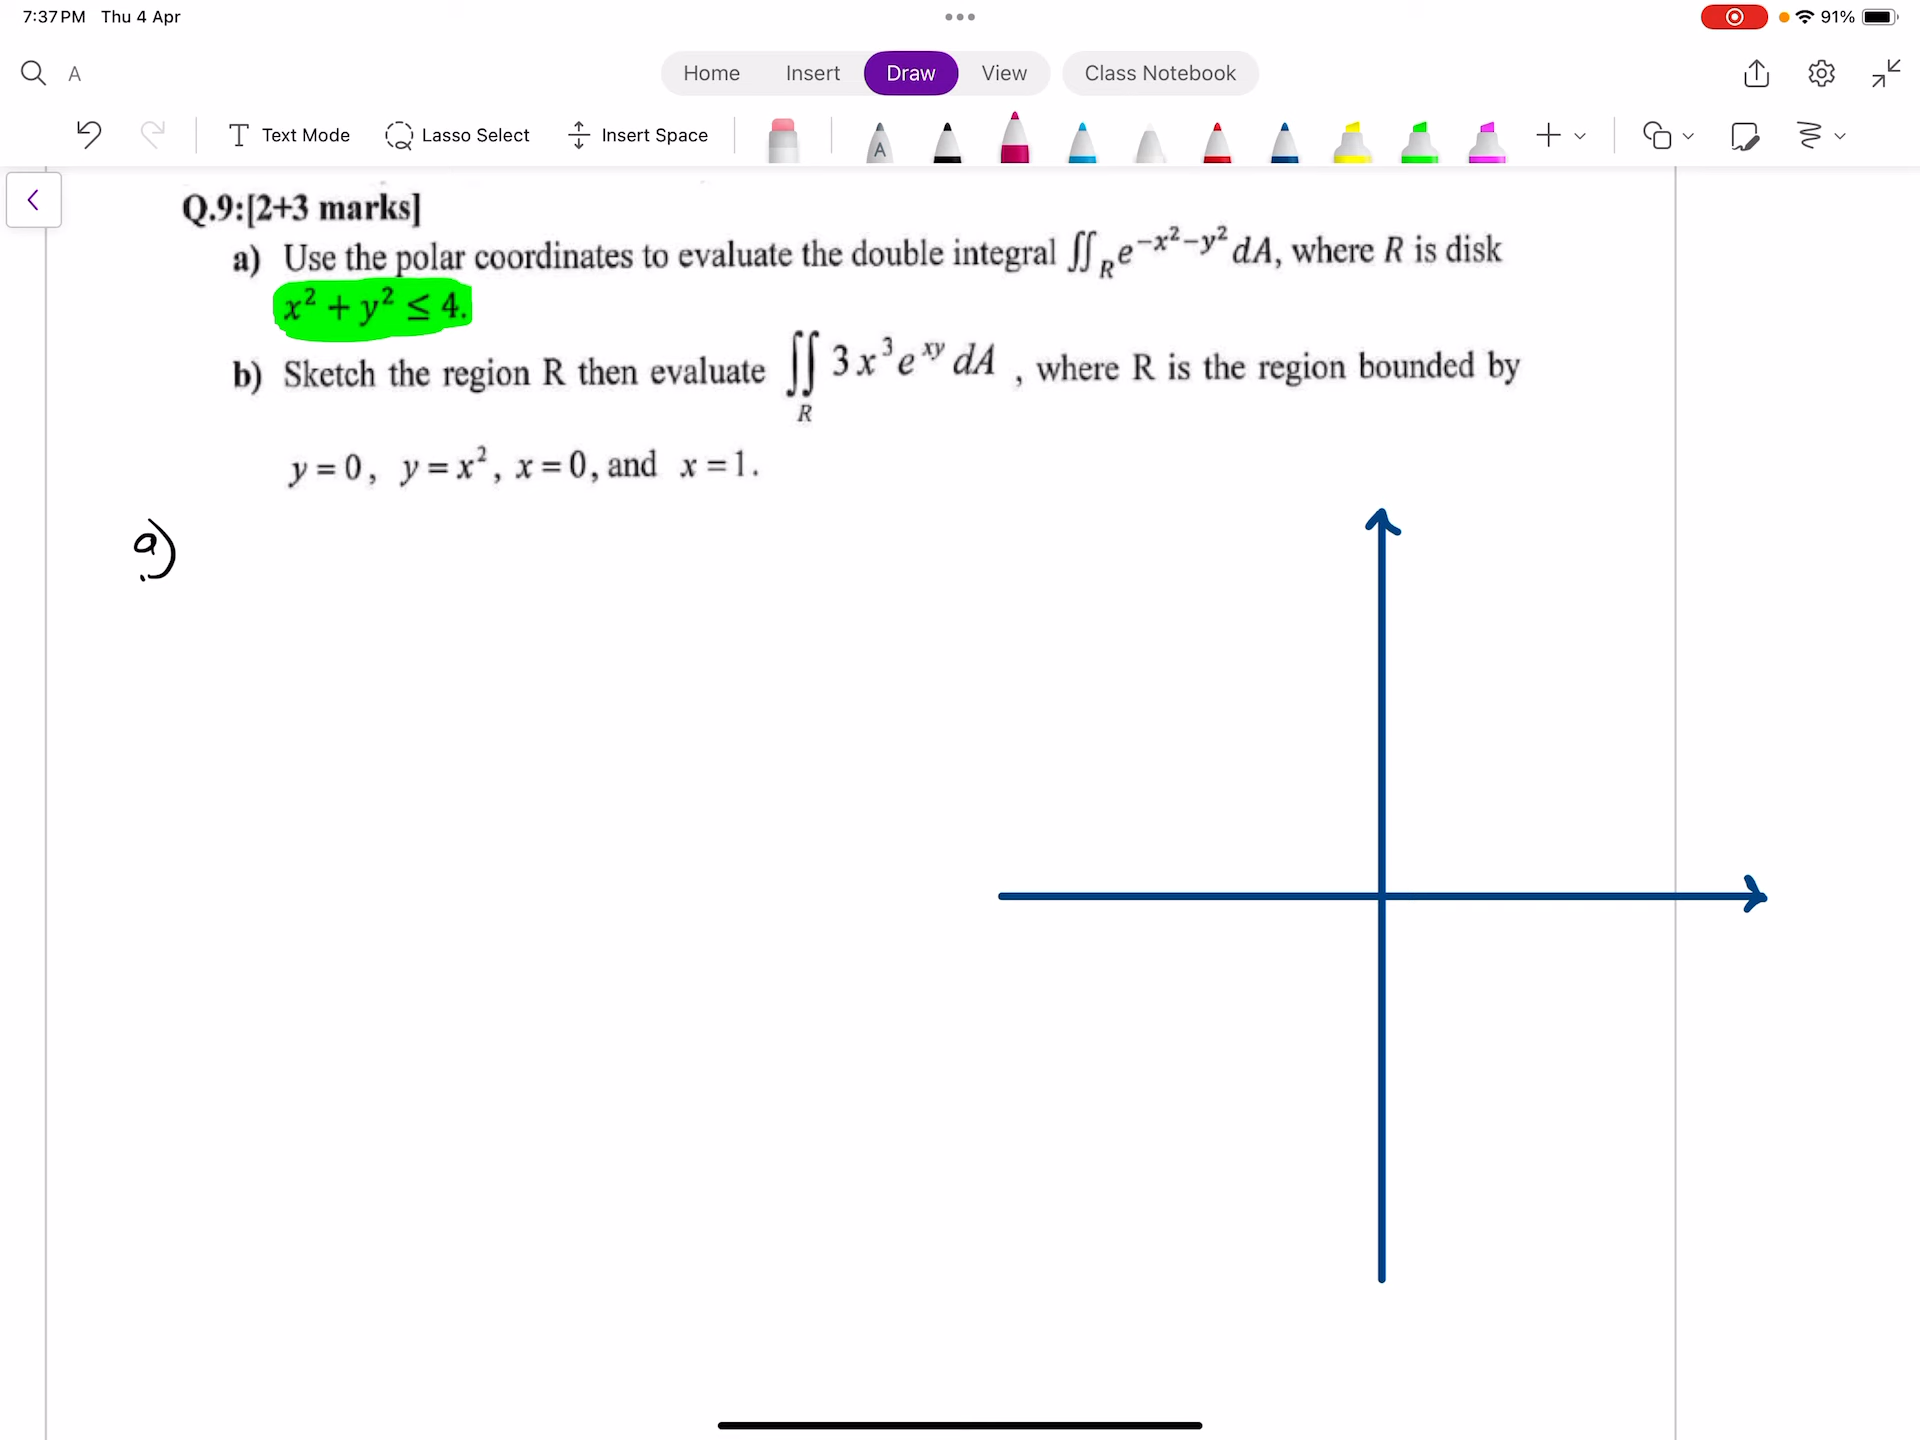 7:37 PM Thu 4 Apr
91%
A
Home Insert Draw View Class Notebook
Text Mode Lasso Select Insert Space
A
Q.9:[2+3 marks]
a) Use the polar coordinates to evaluate the double integral ∬_R e^{-x²-y²} dA, where R is disk
x² + y² ≤ 4.
b) Sketch the region R then evaluate ∬_R 3x³e^{xy} dA , where R is the region bounded by
y = 0, y = x², x = 0, and x = 1.
a)